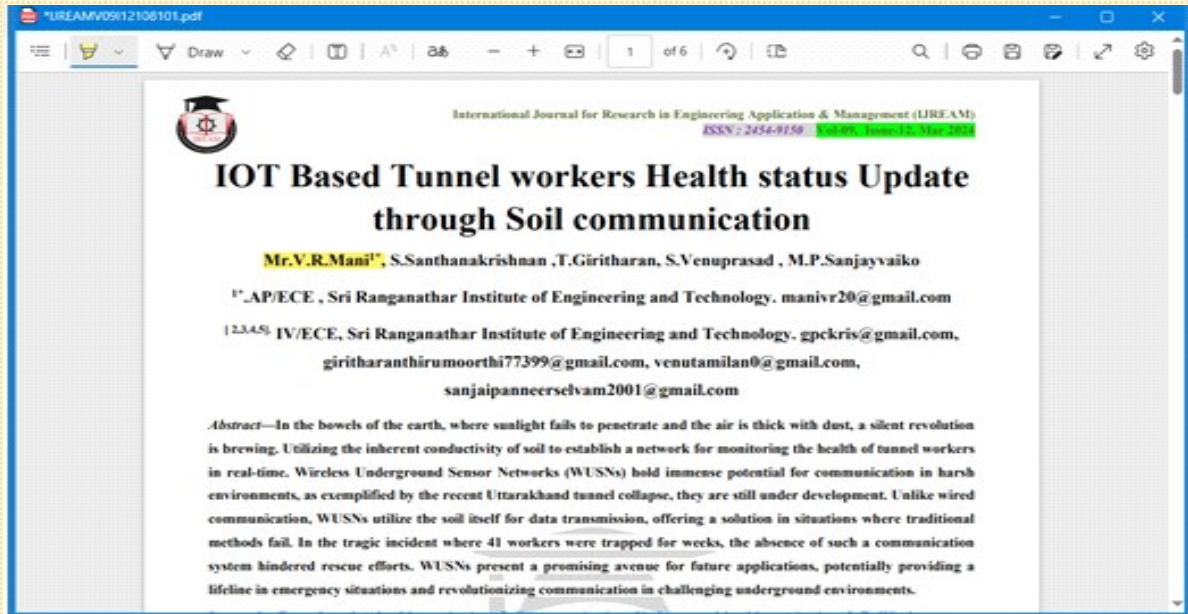 *IJREAMV09I12108101.pdf
Draw
1 of 6
IJREAM
International Journal for Research in Engineering Application & Management (IJREAM)
ISSN : 2454-9150 Vol-09, Issue-12, Mar 2024
IOT Based Tunnel workers Health status Update
through Soil communication
Mr.V.R.Mani1*, S.Santhanakrishnan ,T.Giritharan, S.Venuprasad , M.P.Sanjayvaiko
1*.AP/ECE , Sri Ranganathar Institute of Engineering and Technology. manivr20@gmail.com
[ 2,3,4,5]. IV/ECE, Sri Ranganathar Institute of Engineering and Technology. gpckris@gmail.com,
giritharanthirumoorthi77399@gmail.com, venutamilan0@gmail.com,
sanjaipanneerselvam2001@gmail.com
Abstract—In the bowels of the earth, where sunlight fails to penetrate and the air is thick with dust, a silent revolution
is brewing. Utilizing the inherent conductivity of soil to establish a network for monitoring the health of tunnel workers
in real-time. Wireless Underground Sensor Networks (WUSNs) hold immense potential for communication in harsh
environments, as exemplified by the recent Uttarakhand tunnel collapse, they are still under development. Unlike wired
communication, WUSNs utilize the soil itself for data transmission, offering a solution in situations where traditional
methods fail. In the tragic incident where 41 workers were trapped for weeks, the absence of such a communication
system hindered rescue efforts. WUSNs present a promising avenue for future applications, potentially providing a
lifeline in emergency situations and revolutionizing communication in challenging underground environments.